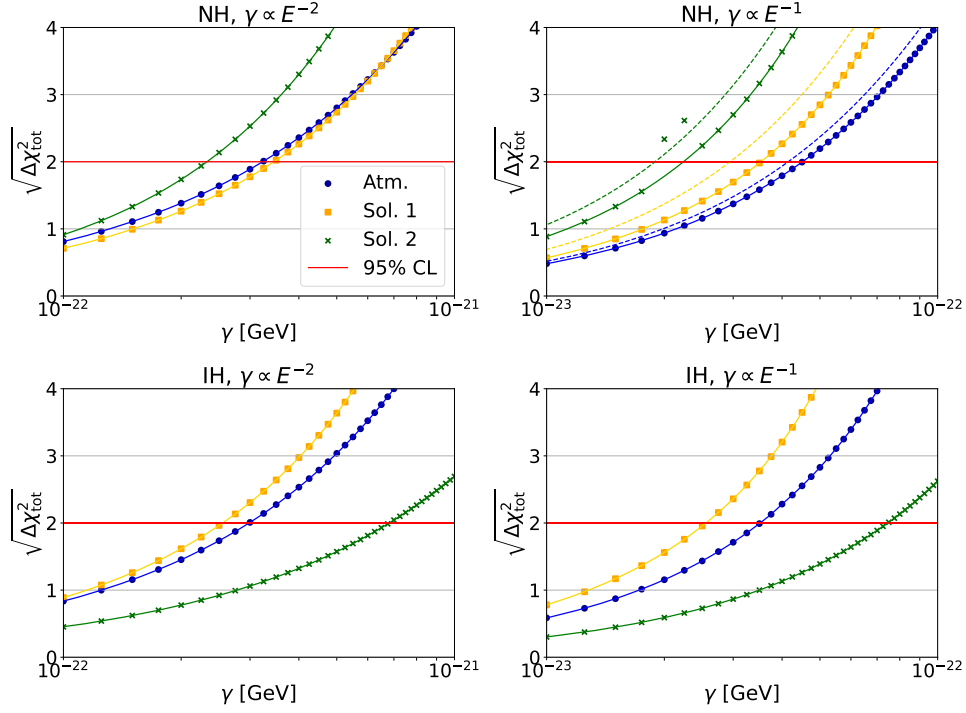 NH, γ ∝ E⁻²
4
3
2
1
0
√Δχ²tot
10⁻²²
10⁻²¹
γ [GeV]
Atm.
Sol. 1
Sol. 2
95% CL
NH, γ ∝ E⁻¹
4
3
2
1
0
√Δχ²tot
10⁻²³
10⁻²²
γ [GeV]
IH, γ ∝ E⁻²
4
3
2
1
0
√Δχ²tot
10⁻²²
10⁻²¹
γ [GeV]
IH, γ ∝ E⁻¹
4
3
2
1
0
√Δχ²tot
10⁻²³
10⁻²²
γ [GeV]